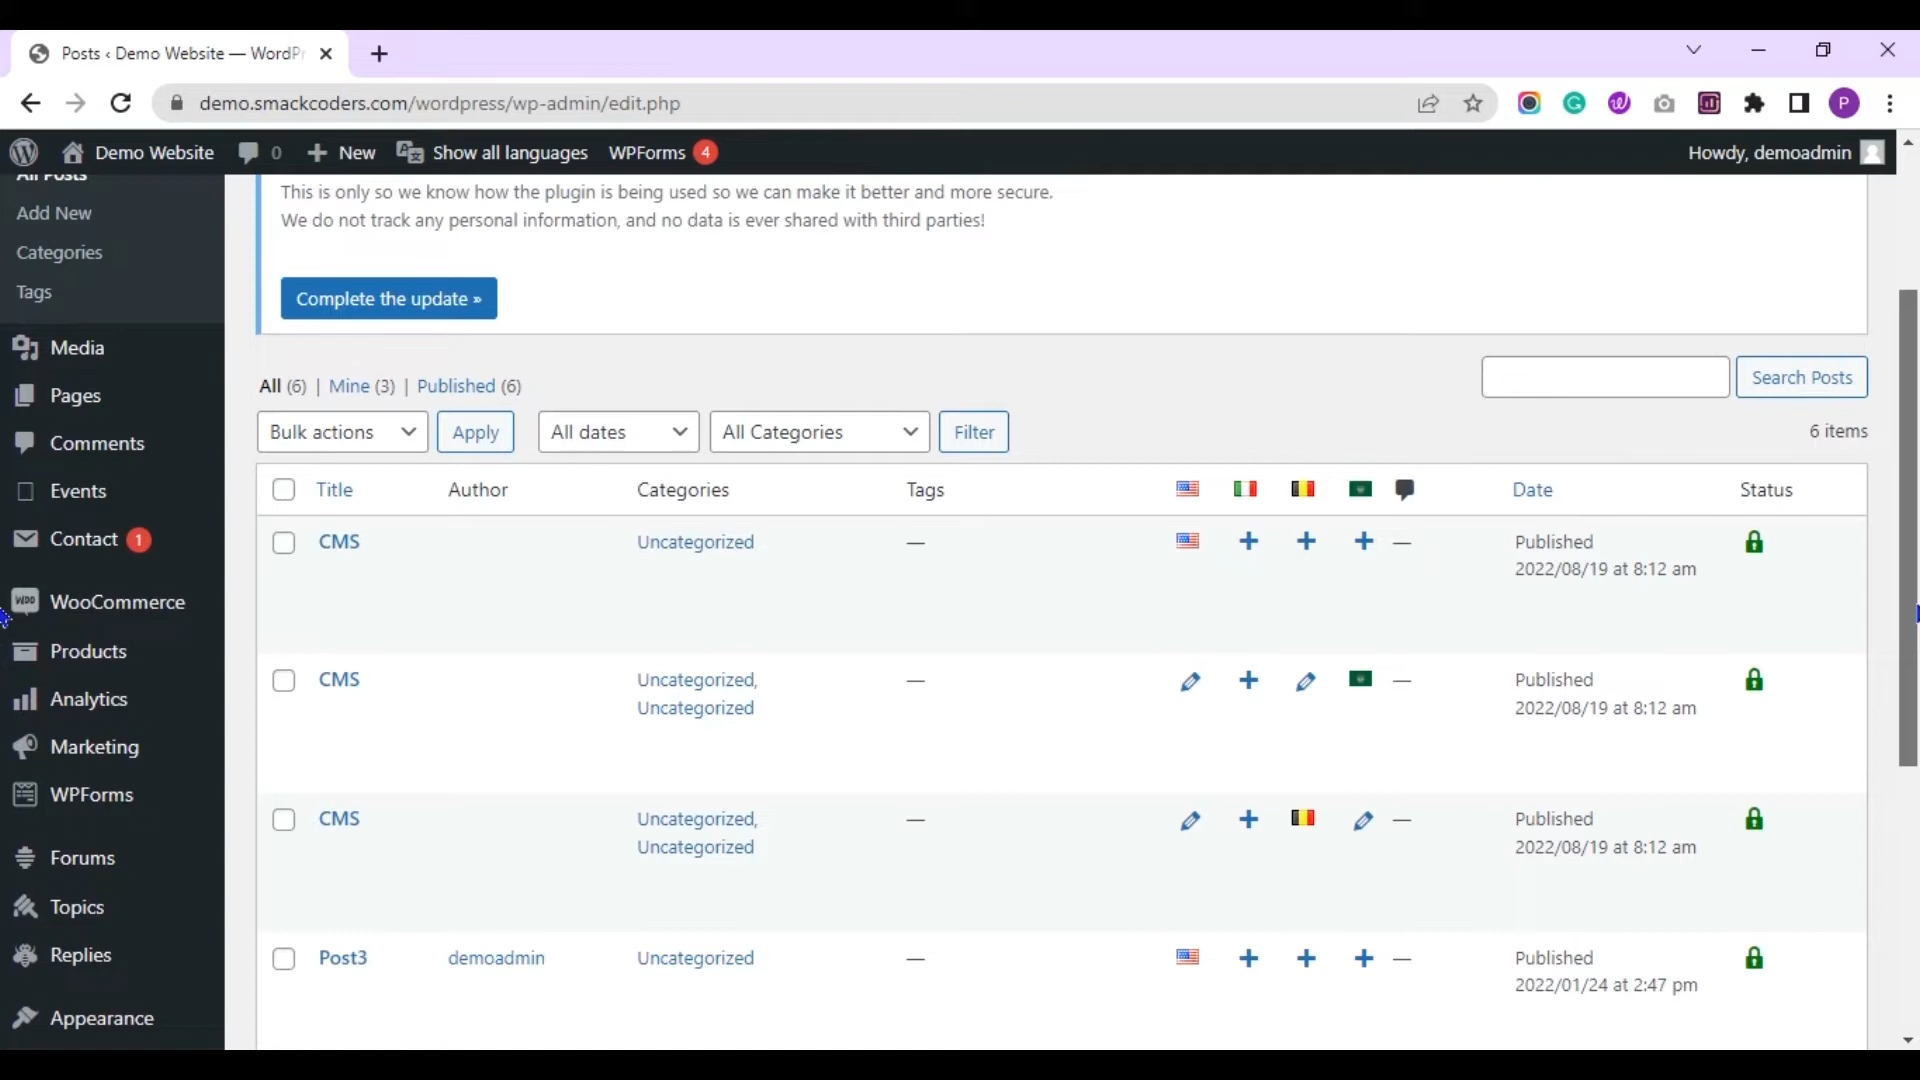 Posts ‹ Demo Website — WordPr
demo.smackcoders.com/wordpress/wp-admin/edit.php
P
Demo Website 0 New Show all languages WPForms 4 Howdy, demoadmin
All Posts
Add New
Categories
Tags
Media
Pages
Comments
Events
Contact 1
WOO WooCommerce
Products
Analytics
Marketing
WPForms
Forums
Topics
Replies
Appearance
This is only so we know how the plugin is being used so we can make it better and more secure.
We do not track any personal information, and no data is ever shared with third parties!
Complete the update »
All (6) | Mine (3) | Published (6)
Search Posts
Bulk actions Apply All dates All Categories Filter 6 items
Title Author Categories Tags Date Status
CMS Uncategorized — — Published
2022/08/19 at 8:12 am
CMS Uncategorized, — — Published
Uncategorized 2022/08/19 at 8:12 am
CMS Uncategorized, — — Published
Uncategorized 2022/08/19 at 8:12 am
Post3 demoadmin Uncategorized — — Published
2022/01/24 at 2:47 pm